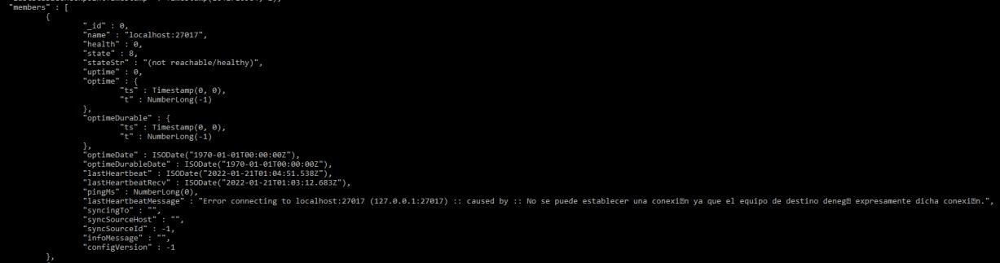 "members" : [
{
"_id" : 0,
"name" : "localhost:27017",
"health" : 0,
"state" : 8,
"stateStr" : "(not reachable/healthy)",
"uptime" : 0,
"optime" : {
"ts" : Timestamp(0, 0),
"t" : NumberLong(-1)
},
"optimeDurable" : {
"ts" : Timestamp(0, 0),
"t" : NumberLong(-1)
},
"optimeDate" : ISODate("1970-01-01T00:00:00Z"),
"optimeDurableDate" : ISODate("1970-01-01T00:00:00Z"),
"lastHeartbeat" : ISODate("2022-01-21T01:04:51.538Z"),
"lastHeartbeatRecv" : ISODate("2022-01-21T01:03:12.683Z"),
"pingMs" : NumberLong(0),
"lastHeartbeatMessage" : "Error connecting to localhost:27017 (127.0.0.1:27017) :: caused by :: No se puede establecer una conexi�n ya que el equipo de destino deneg� expresamente dicha conexi�n.",
"syncingTo" : "",
"syncSourceHost" : "",
"syncSourceId" : -1,
"infoMessage" : "",
"configVersion" : -1
},